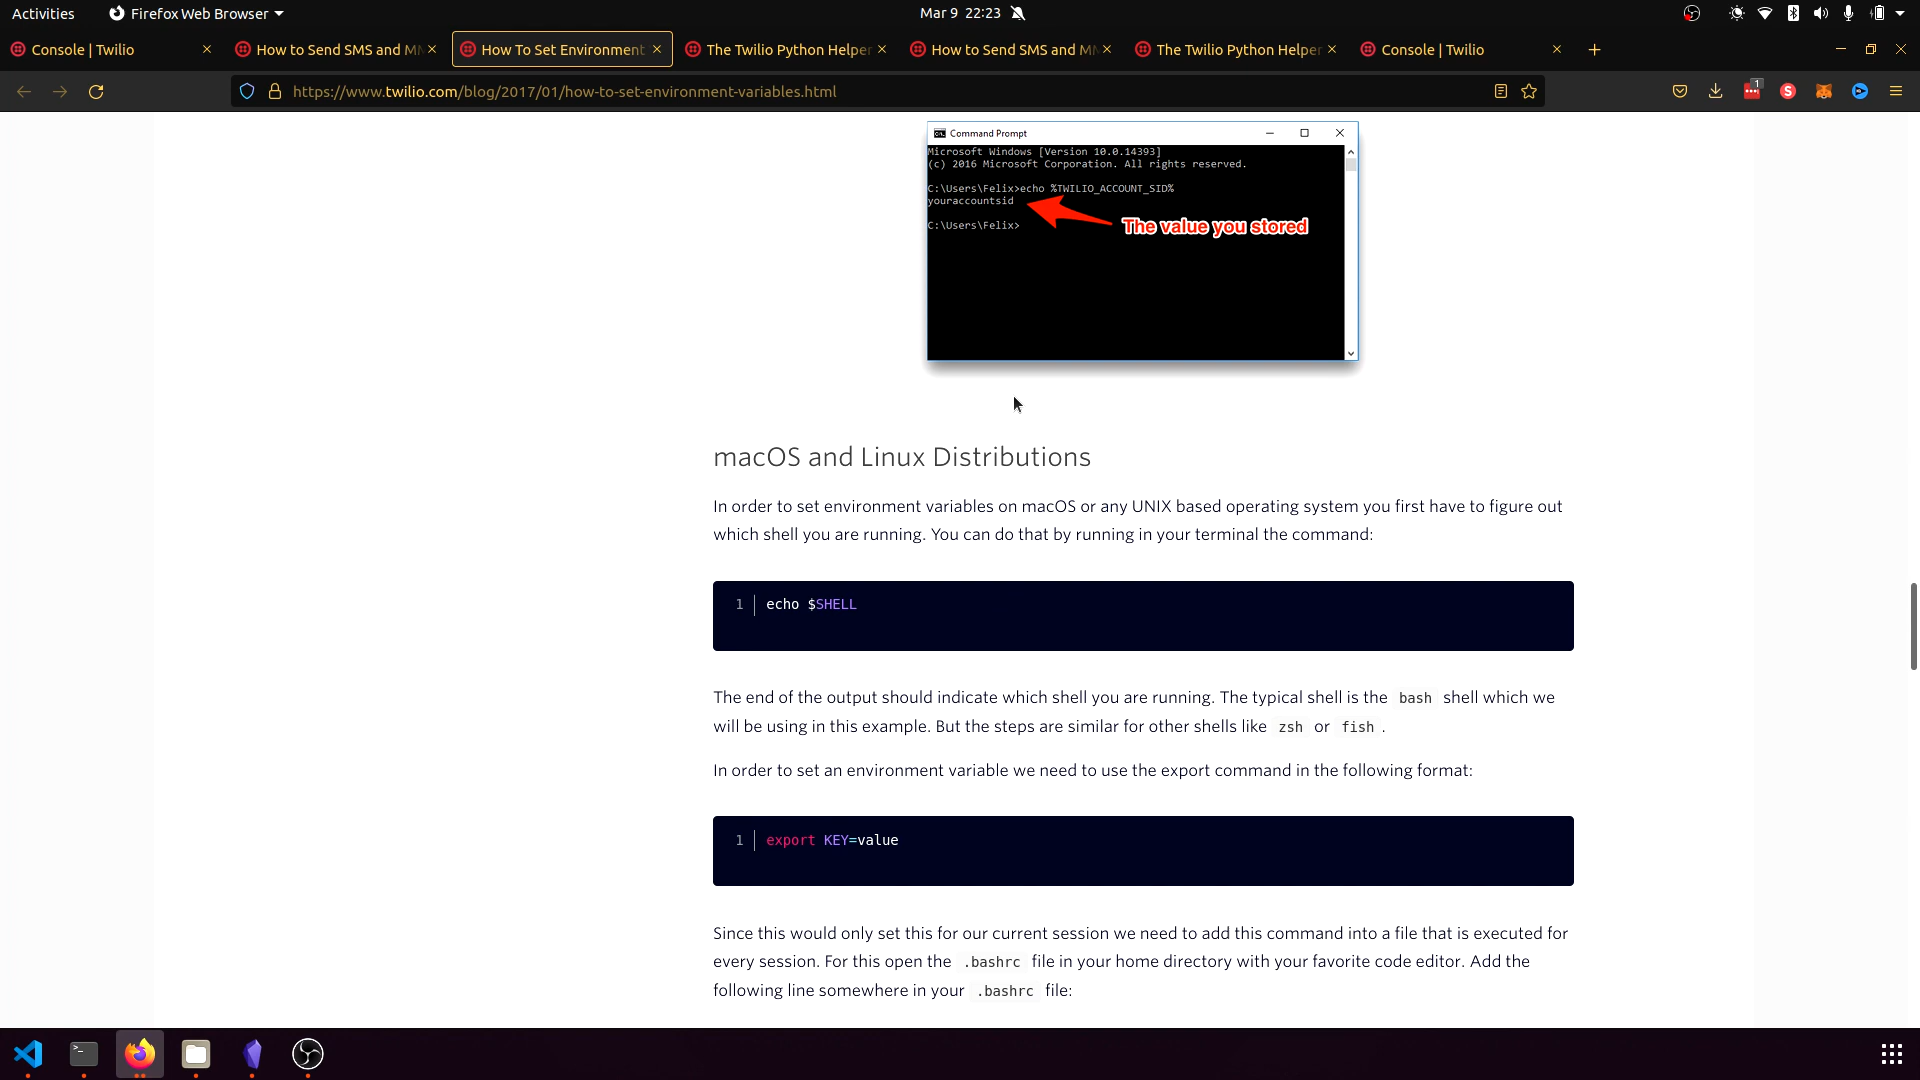 Activities
Firefox Web Browser
Mar 9 22:23
Console | Twilio
How to Send SMS and MM
How To Set Environment
The Twilio Python Helper
How to Send SMS and MM
The Twilio Python Helper
Console | Twilio
https://www.twilio.com/blog/2017/01/how-to-set-environment-variables.html
1
S
Command Prompt
Microsoft Windows [Version 10.0.14393]
(c) 2016 Microsoft Corporation. All rights reserved.
C:\Users\Felix>echo %TWILIO_ACCOUNT_SID%
youraccountsid
C:\Users\Felix>
The value you stored
macOS and Linux Distributions
In order to set environment variables on macOS or any UNIX based operating system you first have to figure out
which shell you are running. You can do that by running in your terminal the command:
1 echo $SHELL
The end of the output should indicate which shell you are running. The typical shell is the bash shell which we
will be using in this example. But the steps are similar for other shells like zsh or fish .
In order to set an environment variable we need to use the export command in the following format:
1 export KEY=value
Since this would only set this for our current session we need to add this command into a file that is executed for
every session. For this open the .bashrc file in your home directory with your favorite code editor. Add the
following line somewhere in your .bashrc file: